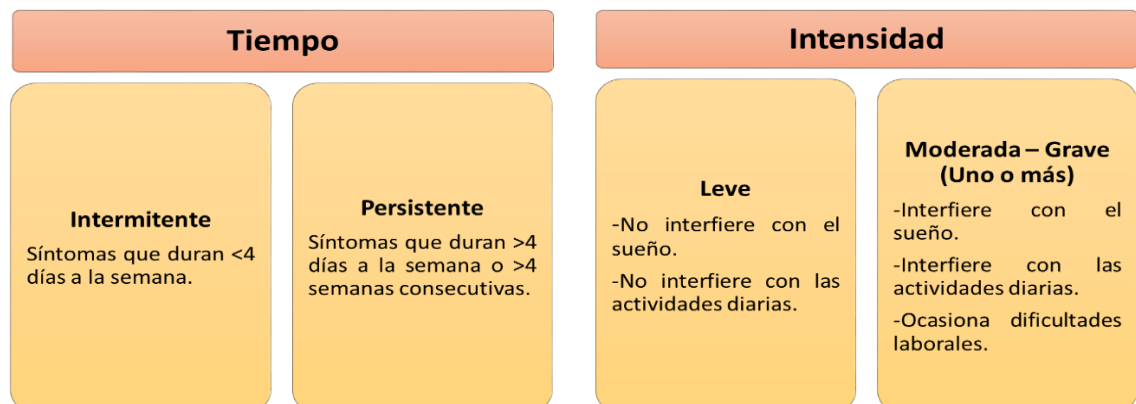 Tiempo
Intermitente
Síntomas que duran <4
días a la semana.
Persistente
Síntomas que duran >4
días a la semana o >4
semanas consecutivas.
Intensidad
Leve
-No interfiere con el
sueño.
-No interfiere con las
actividades diarias.
Moderada – Grave
(Uno o más)
-Interfiere con el
sueño.
-Interfiere con las
actividades diarias.
-Ocasiona dificultades
laborales.